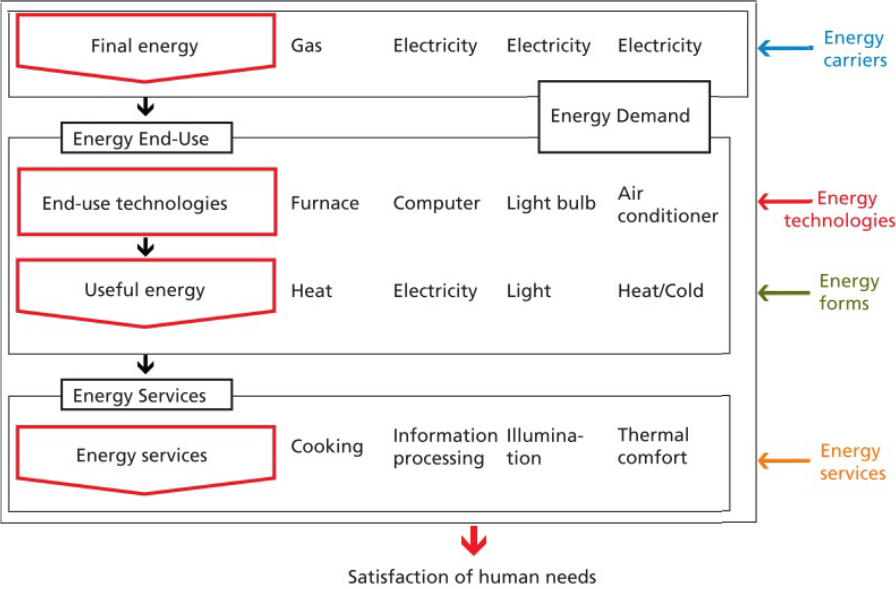 Final energy
Gas
Electricity
Electricity
Electricity
Energy
carriers
Energy Demand
Energy End-Use
End-use technologies
Furnace
Computer
Light bulb
Air
conditioner
Energy
technologies
Useful energy
Heat
Electricity
Light
Heat/Cold
Energy
forms
Energy Services
Energy services
Cooking
Information
processing
Illumina-
tion
Thermal
comfort
Energy
services
Satisfaction of human needs